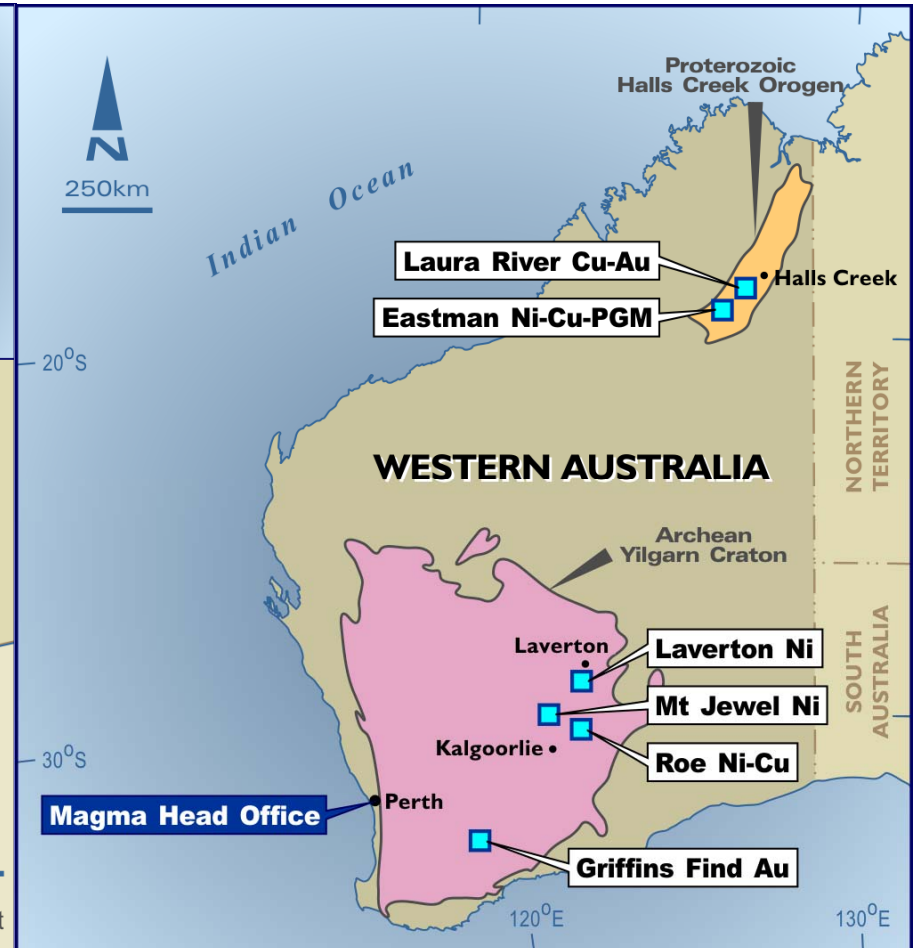 Proterozoic
Halls Creek Orogen
N
250km
Indian Ocean
Laura River Cu-Au
Halls Creek
Eastman Ni-Cu-PGM
20°S
NORTHERN
TERRITORY
WESTERN AUSTRALIA
Archean
Yilgarn Craton
Laverton
Laverton Ni
SOUTH
AUSTRALIA
Mt Jewel Ni
Kalgoorlie
30°S
Roe Ni-Cu
Magma Head Office
Perth
Griffins Find Au
120°E
130°E
t